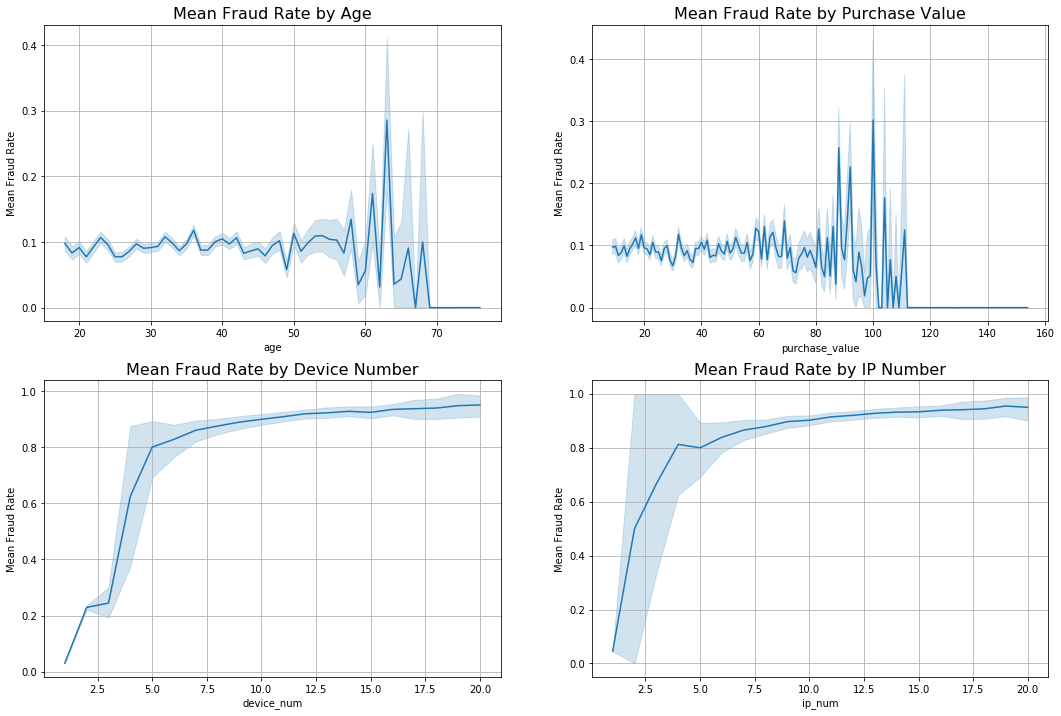 Mean Fraud Rate by Age
Mean Fraud Rate
0.4
0.3
0.2
0.1
0.0
20 30 40 50 60 70
age
Mean Fraud Rate by Purchase Value
Mean Fraud Rate
0.4
0.3
0.2
0.1
0.0
20 40 60 80 100 120 140 160
purchase_value
Mean Fraud Rate by Device Number
Mean Fraud Rate
1.0
0.8
0.6
0.4
0.2
0.0
2.5 5.0 7.5 10.0 12.5 15.0 17.5 20.0
device_num
Mean Fraud Rate by IP Number
Mean Fraud Rate
1.0
0.8
0.6
0.4
0.2
0.0
2.5 5.0 7.5 10.0 12.5 15.0 17.5 20.0
ip_num